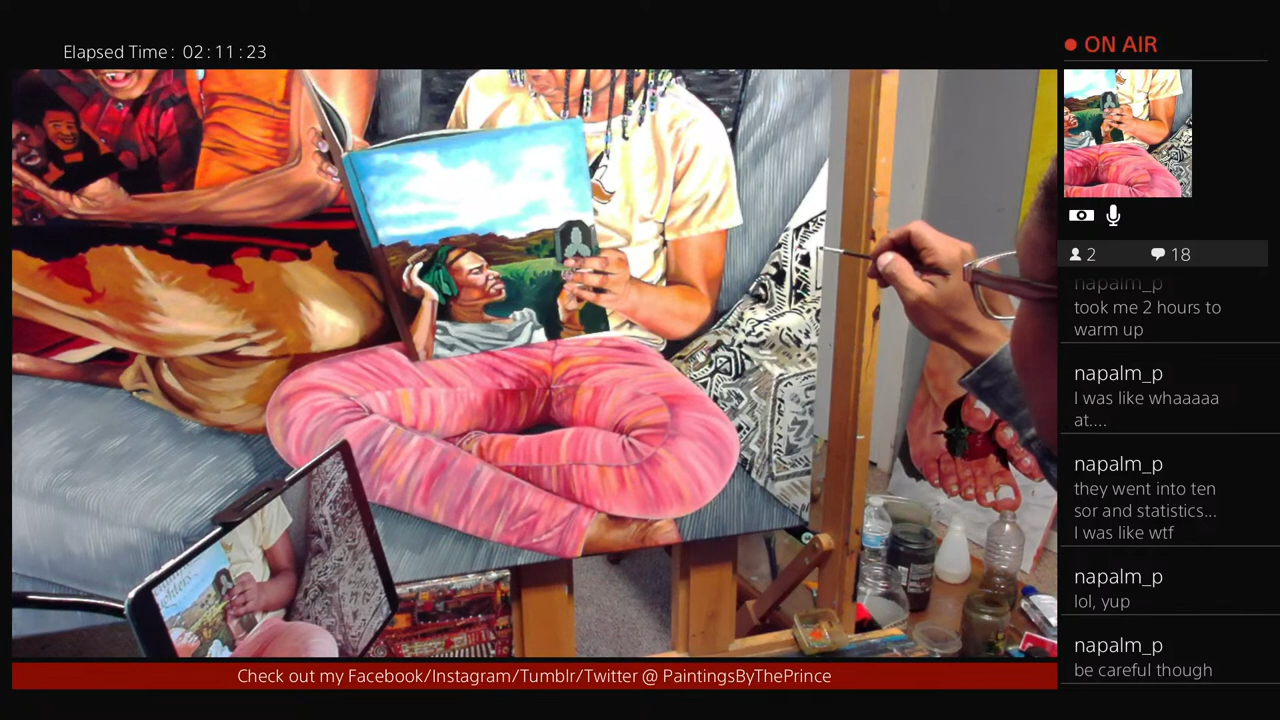 Elapsed Time: 02:11:23
ON AIR
2
18
napalm_p
took me 2 hours to
warm up
napalm_p
I was like whaaaaa
at....
napalm_p
they went into ten
sor and statistics...
I was like wtf
napalm_p
lol, yup
napalm_p
be careful though
Check out my Facebook/Instagram/Tumblr/Twitter @ PaintingsByThePrince